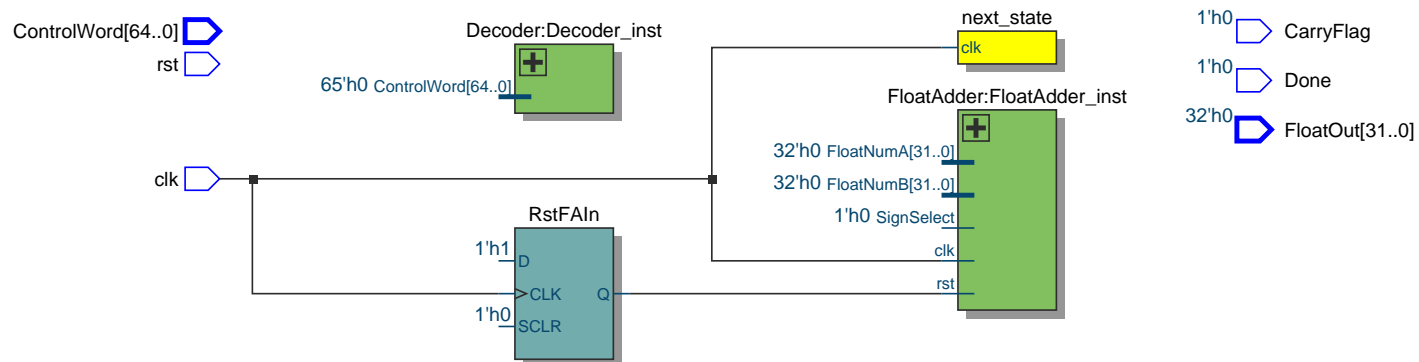 ControlWord[64..0]
rst
clk
Decoder:Decoder_inst
65'h0 ControlWord[64..0]
RstFAIn
1'h1
D
CLK
Q
1'h0
SCLR
next_state
clk
FloatAdder:FloatAdder_inst
32'h0 FloatNumA[31..0]
32'h0 FloatNumB[31..0]
1'h0 SignSelect
clk
rst
1'h0
CarryFlag
1'h0
Done
32'h0
FloatOut[31..0]